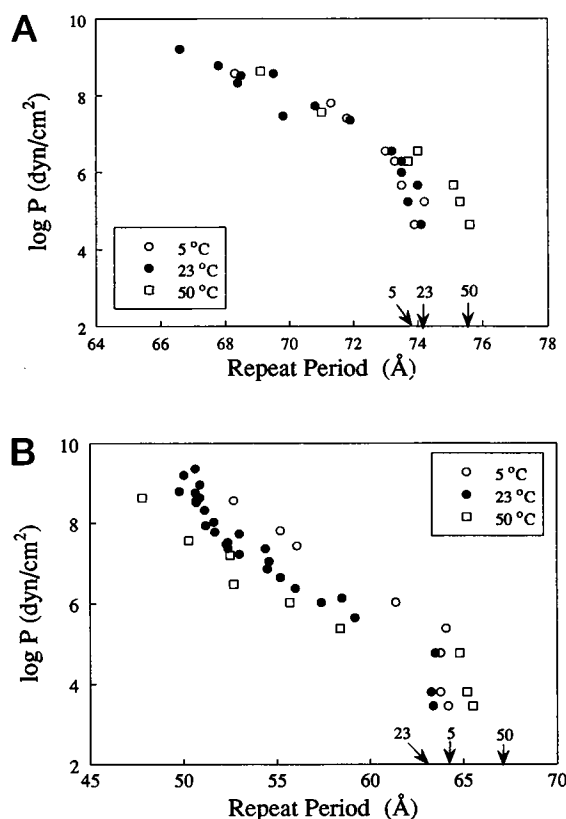 A
10
8
6
4
2
log P (dyn/cm²)
5 °C
23 °C
50 °C
5 23 50
64 66 68 70 72 74 76 78
Repeat Period (Å)
B
10
8
6
4
2
log P (dyn/cm²)
5 °C
23 °C
50 °C
23 5 50
45 50 55 60 65 70
Repeat Period (Å)